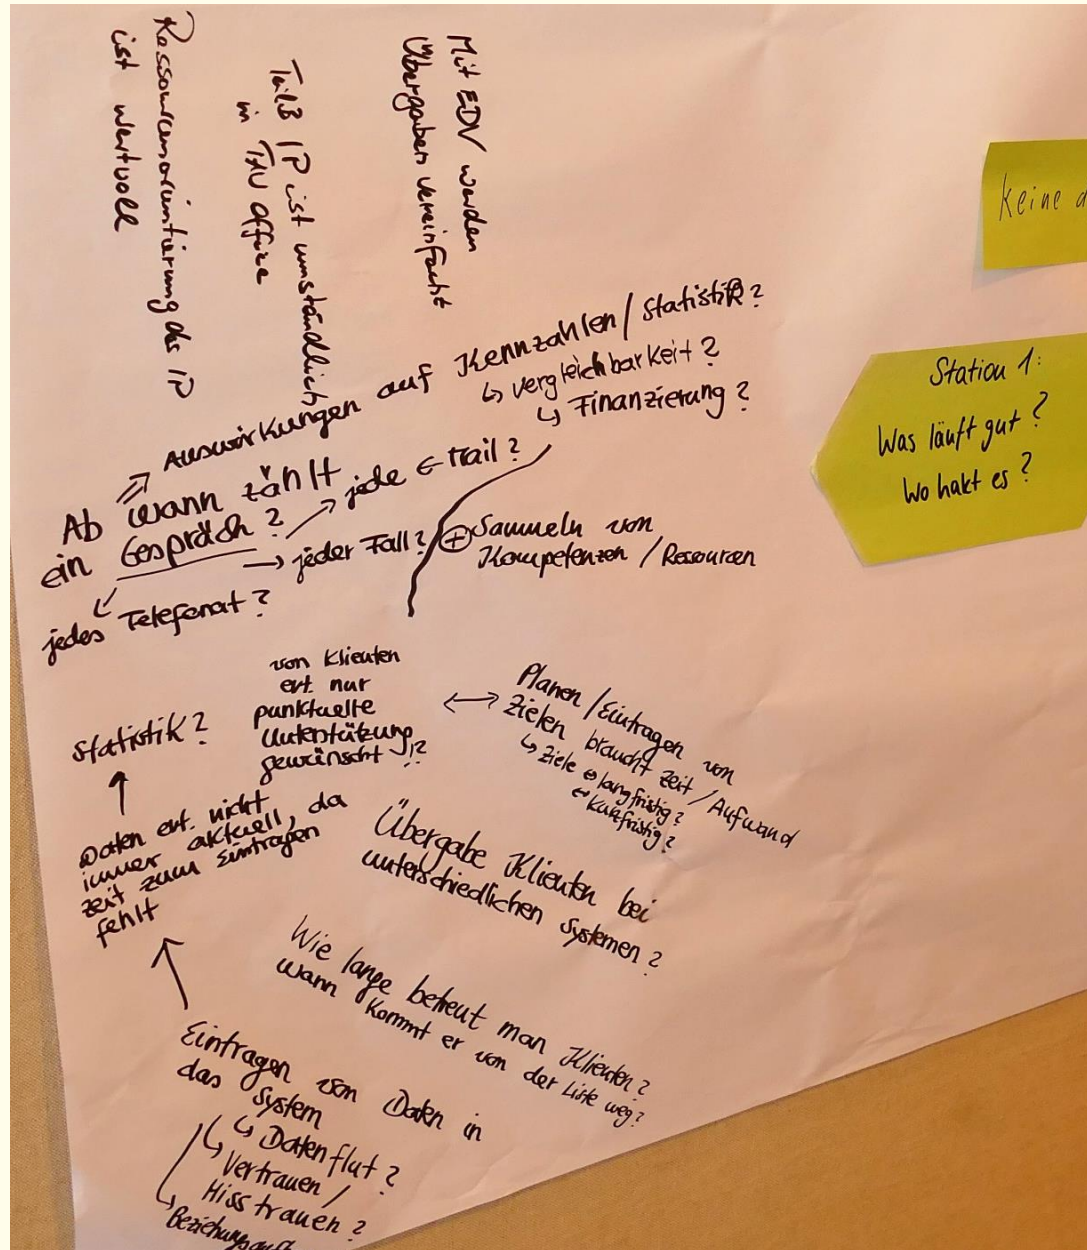 Ressourcenorientierung des IP
ist wertvoll
Teil 3 IP ist umständlich
in TAU office
Mit EDV werden
Übergaben vereinfacht
keine
Station 1:
Was läuft gut?
Wo hakt es?
Auswirkungen auf Kennzahlen / Statistik?
↳ Vergleichbarkeit?
↳ Finanzierung?
Ab wann zählt
ein Gespräch?
→ jede E-Mail?
→ jeder Fall?
jedes Telefonat?
⊕ Sammeln von
Kompetenzen / Resourcen
von Klienten
evt. nur
punktuelle
Unterstützung
gewünscht!?
↔
Planen / Eintragen von
Zielen braucht Zeit / Aufwand
↳ Ziele ↔ langfristig?
↔ kurzfristig?
Statistik?
Daten evt. nicht
immer aktuell, da
Zeit zum Eintragen
fehlt
Übergabe Klienten bei
unterschiedlichen Systemen?
Wie lange betreut man Klienten?
Wann kommt er von der Liste weg?
Eintragen von Daten in
das System
↳ Datenflut?
↳ Vertrauen /
Misstrauen?